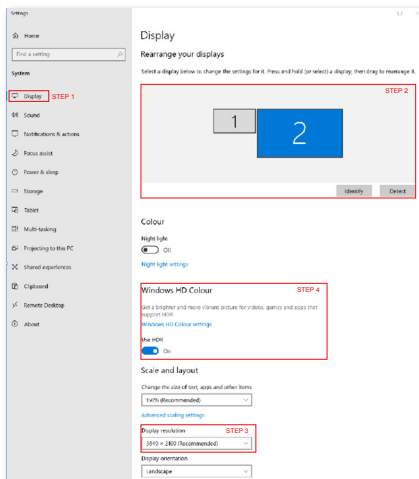 Settings
Home
Find a setting
System
Display STEP 1
Sound
Notifications & actions
Focus assist
Power & sleep
Storage
Tablet
Multi-tasking
Projecting to this PC
Shared experiences
Clipboard
Remote Desktop
About
Display
Rearrange your displays
Select a display below to change the settings for it. Press and hold (or select) a display, then drag to rearrange it.
STEP 2
1
2
Identify Detect
Colour
Night light
Off
Night light settings
Windows HD Colour STEP 4
Get a brighter and more vibrant picture for videos, games and apps that
support HDR.
Windows HD Colour settings
Use HDR
On
Scale and layout
Change the size of text, apps and other items
150% (Recommended)
Advanced scaling settings
Display resolution STEP 3
3840 × 2160 (Recommended)
Display orientation
Landscape